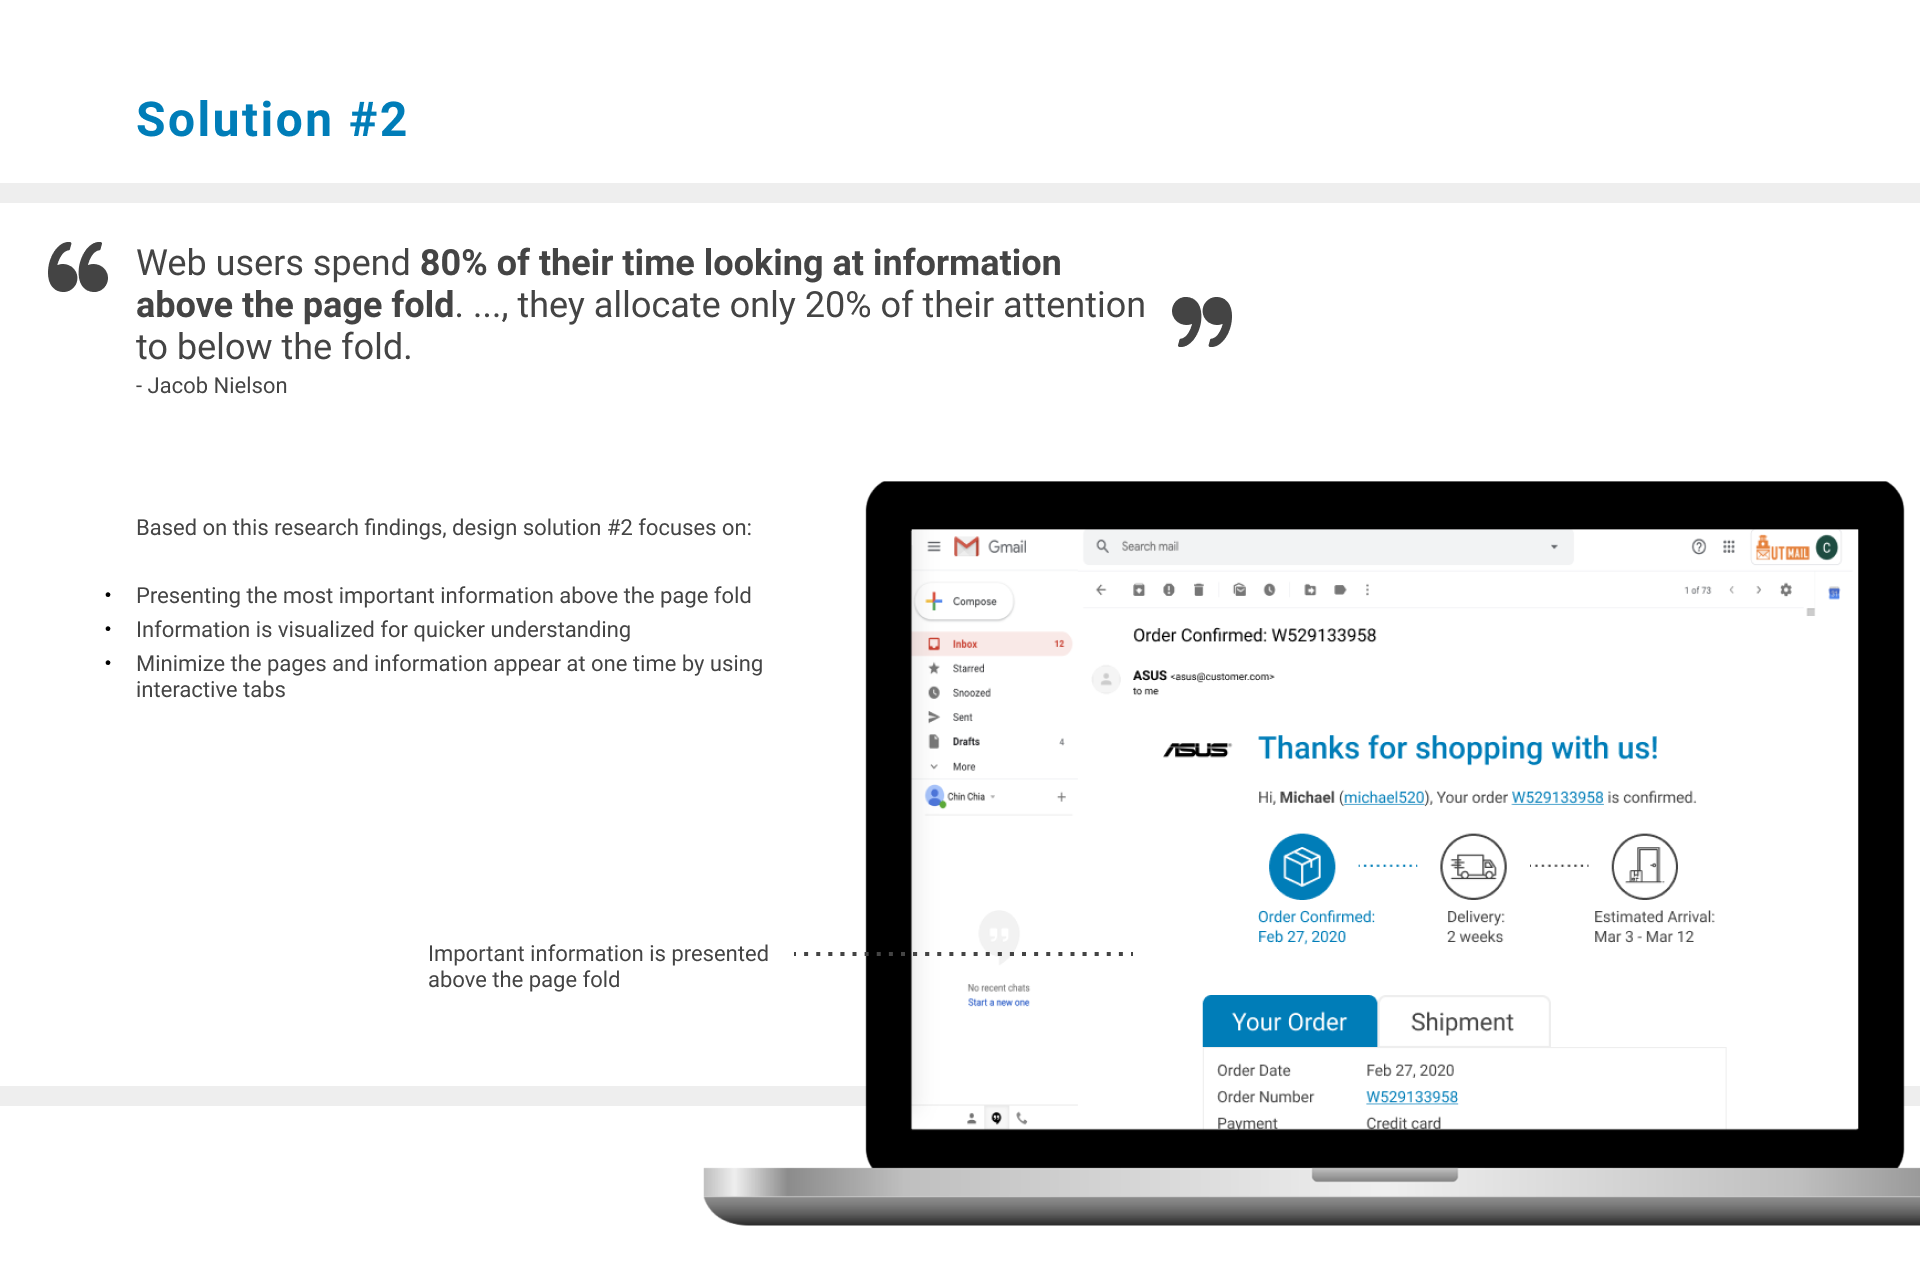 Solution #2
“
Web users spend 80% of their time looking at information
above the page fold. ..., they allocate only 20% of their attention
to below the fold.
”
- Jacob Nielson
Based on this research findings, design solution #2 focuses on:
• Presenting the most important information above the page fold
• Information is visualized for quicker understanding
• Minimize the pages and information appear at one time by using
interactive tabs
Important information is presented
above the page fold
Gmail
Search mail
UTMAIL
C
Compose
1 of 73
Inbox 12
Starred
Snoozed
Sent
Drafts 4
More
Chin Chia
No recent chats
Start a new one
Order Confirmed: W529133958
ASUS <asus@customer.com>
to me
ASUS Thanks for shopping with us!
Hi, Michael (michael520), Your order W529133958 is confirmed.
Order Confirmed: Delivery: Estimated Arrival:
Feb 27, 2020 2 weeks Mar 3 - Mar 12
Your Order Shipment
Order Date Feb 27, 2020
Order Number W529133958
Payment Credit card